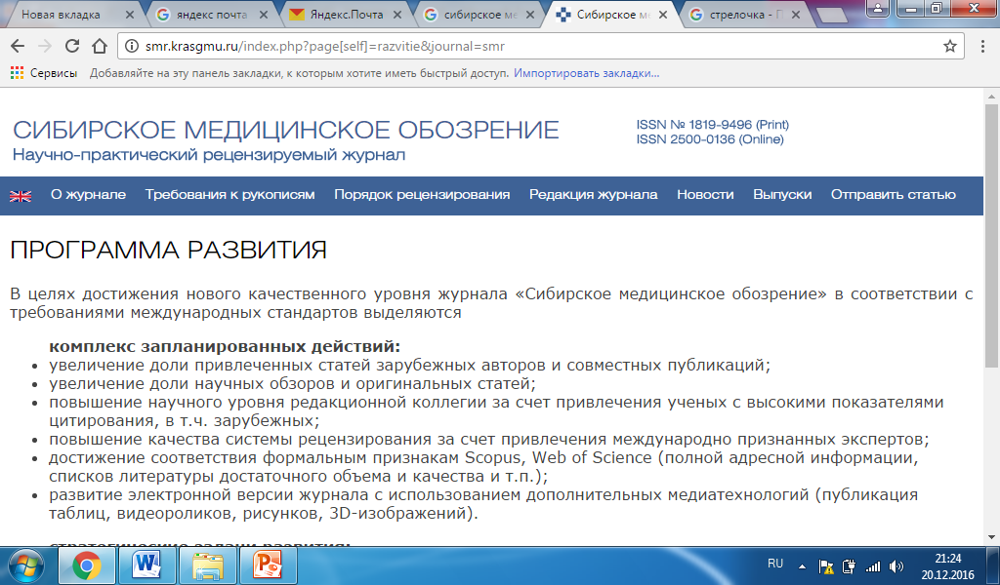 Новая вкладка
яндекс почта
Яндекс.Почта
сибирское ме
Сибирское ме
стрелочка - П
smr.krasgmu.ru/index.php?page[self]=razvitie&journal=smr
Сервисы Добавляйте на эту панель закладки, к которым хотите иметь быстрый доступ. Импортировать закладки...
СИБИРСКОЕ МЕДИЦИНСКОЕ ОБОЗРЕНИЕ
Научно-практический рецензируемый журнал
ISSN № 1819-9496 (Print)
ISSN 2500-0136 (Online)
О журнале Требования к рукописям Порядок рецензирования Редакция журнала Новости Выпуски Отправить статью
ПРОГРАММА РАЗВИТИЯ
В целях достижения нового качественного уровня журнала «Сибирское медицинское обозрение» в соответствии с
требованиями международных стандартов выделяются
комплекс запланированных действий:
• увеличение доли привлеченных статей зарубежных авторов и совместных публикаций;
• увеличение доли научных обзоров и оригинальных статей;
• повышение научного уровня редакционной коллегии за счет привлечения ученых с высокими показателями
цитирования, в т.ч. зарубежных;
• повышение качества системы рецензирования за счет привлечения международно признанных экспертов;
• достижение соответствия формальным признакам Scopus, Web of Science (полной адресной информации,
списков литературы достаточного объема и качества и т.п.);
• развитие электронной версии журнала с использованием дополнительных медиатехнологий (публикация
таблиц, видеороликов, рисунков, 3D-изображений).
стратегические задачи развития:
RU
21:24
20.12.2016